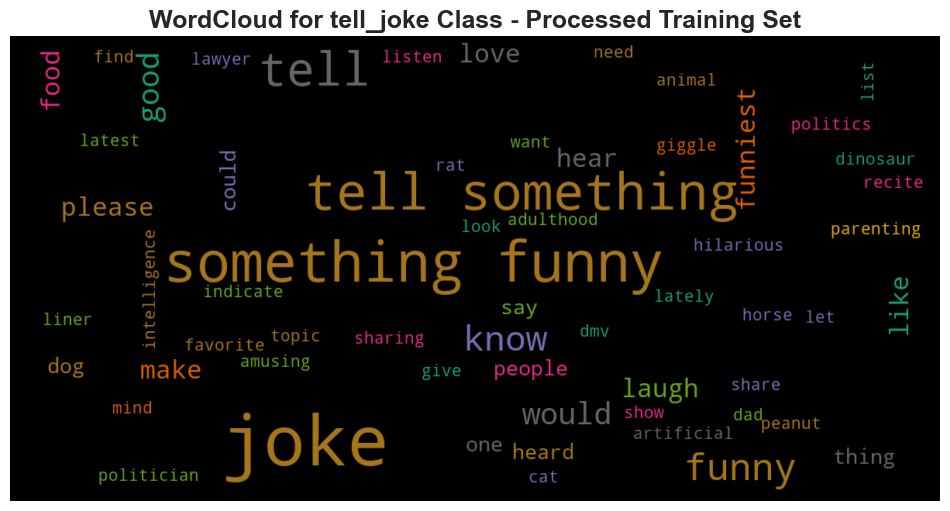 WordCloud for tell_joke Class - Processed Training Set
food
find
good
lawyer
tell
listen
love
need
animal
list
latest
could
rat
want
hear
giggle
funniest
politics
dinosaur
recite
please
tell something
look
adulthood
hilarious
parenting
intelligence
something funny
indicate
say
lately
horse
let
like
liner
favorite
topic
sharing
know
dmv
dog
make
amusing
give
people
laugh
share
mind
joke
would
show
dad
peanut
artificial
one
heard
funny
thing
politician
cat